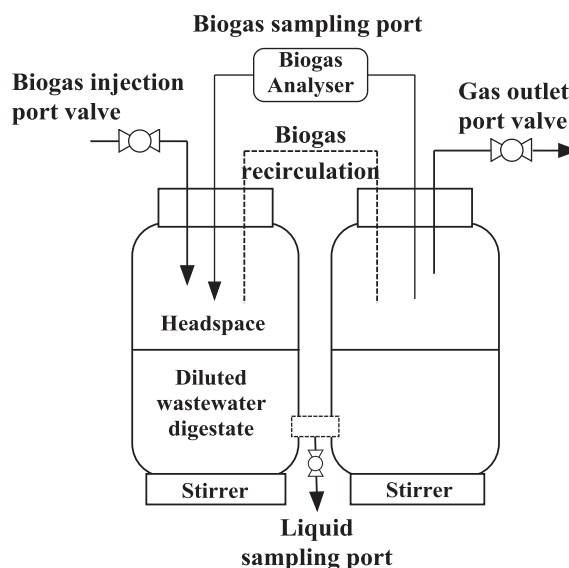 Biogas sampling port
Biogas
Analyser
Biogas injection
port valve
Gas outlet
port valve
Biogas
recirculation
Headspace
Diluted
wastewater
digestate
Stirrer
Stirrer
Liquid
sampling port